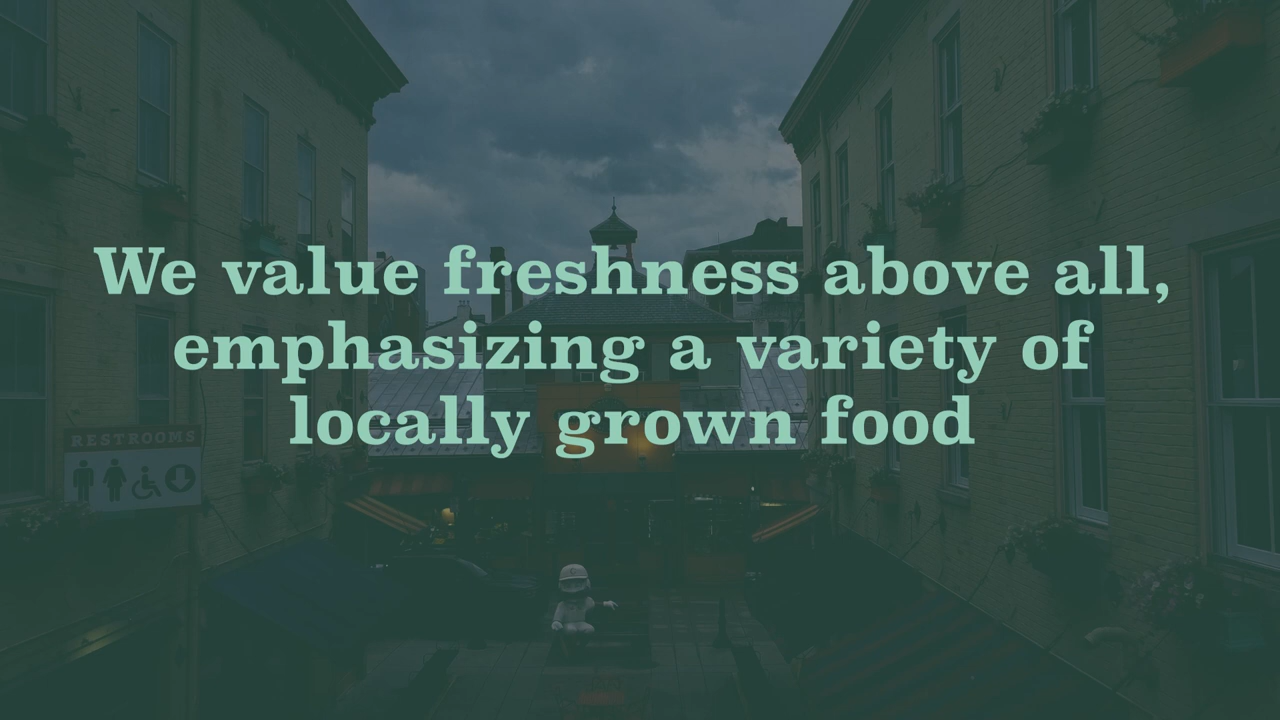 We value freshness above all,
emphasizing a variety of
locally grown food
RESTROOMS